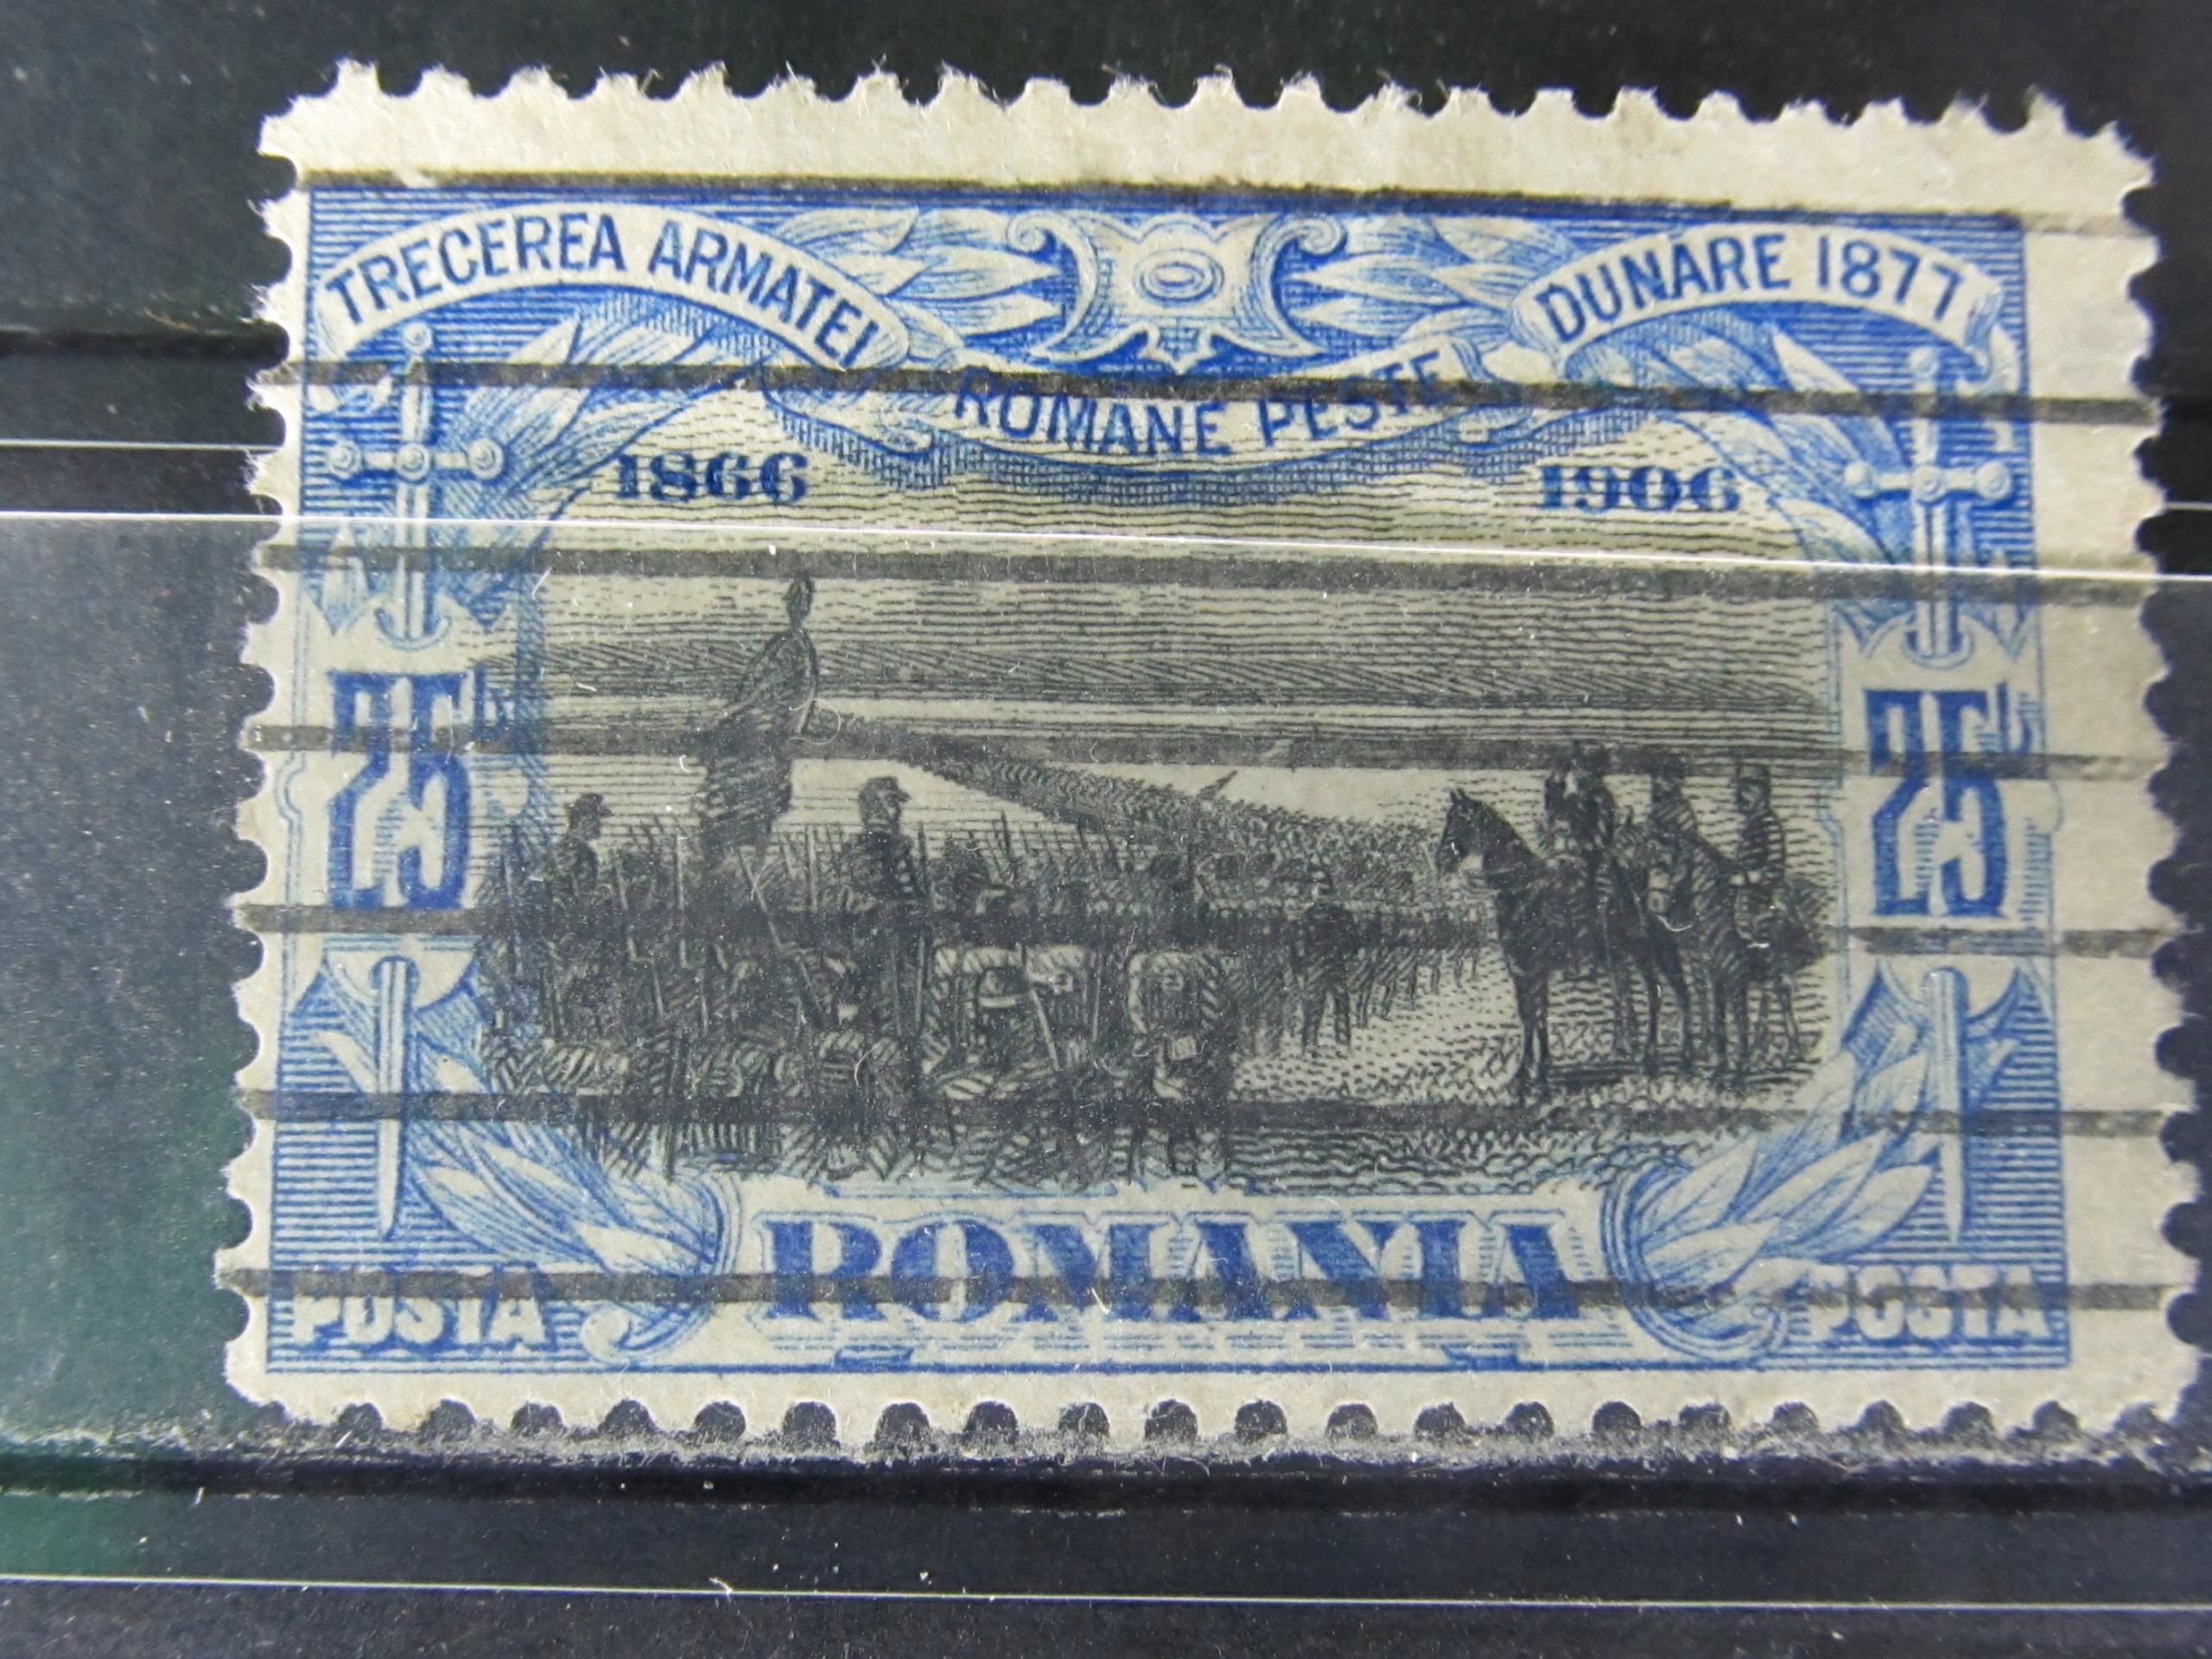 TRECEREA ARMATEI
ROMANE PESTE
DUNARE 1877
1866 1906
25 b 25 b
ROMANIA
POSTA POSTA